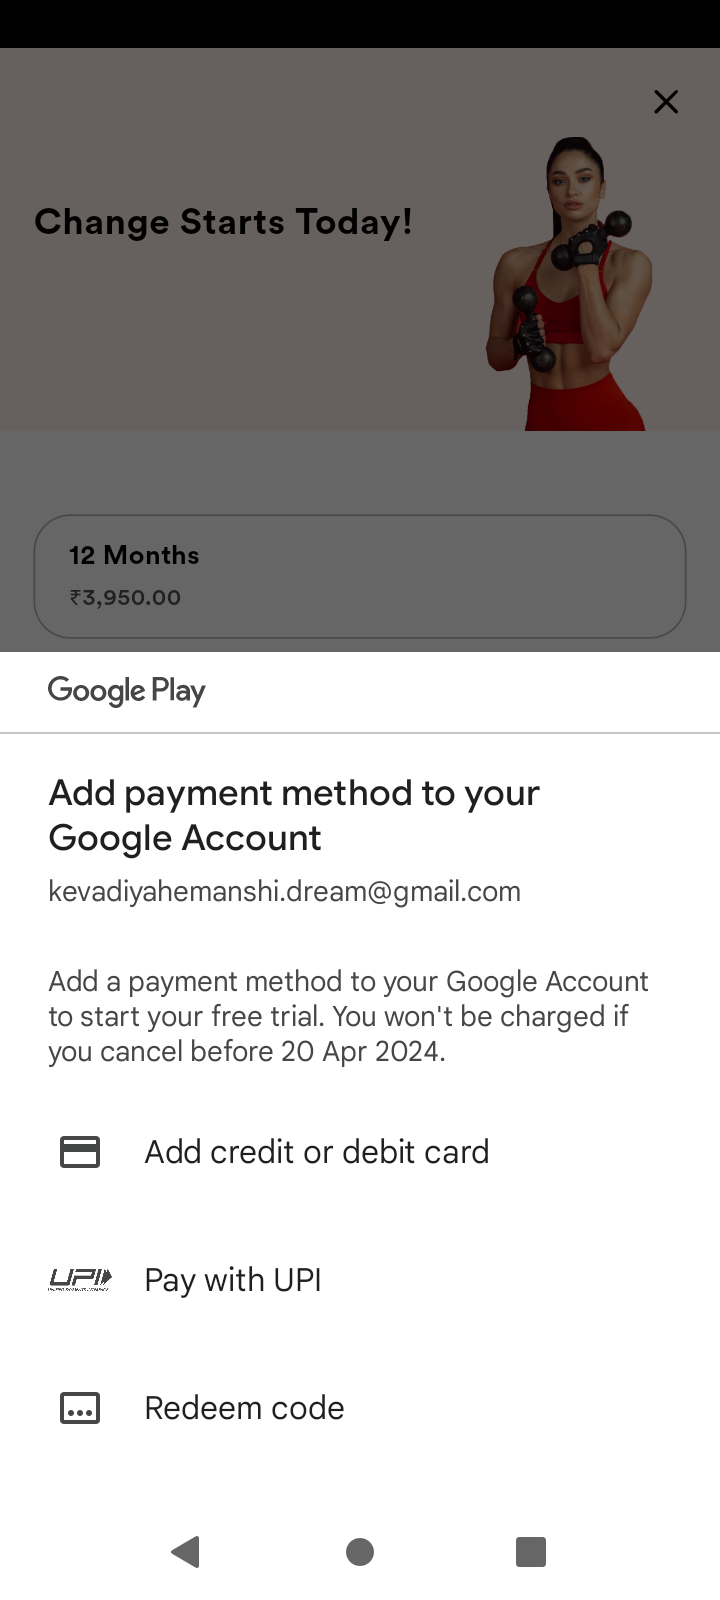 Change Starts Today!
12 Months
₹3,950.00
Google Play
Add payment method to your
Google Account
kevadiyahemanshi.dream@gmail.com
Add a payment method to your Google Account
to start your free trial. You won't be charged if
you cancel before 20 Apr 2024.
Add credit or debit card
UPI
Pay with UPI
Redeem code